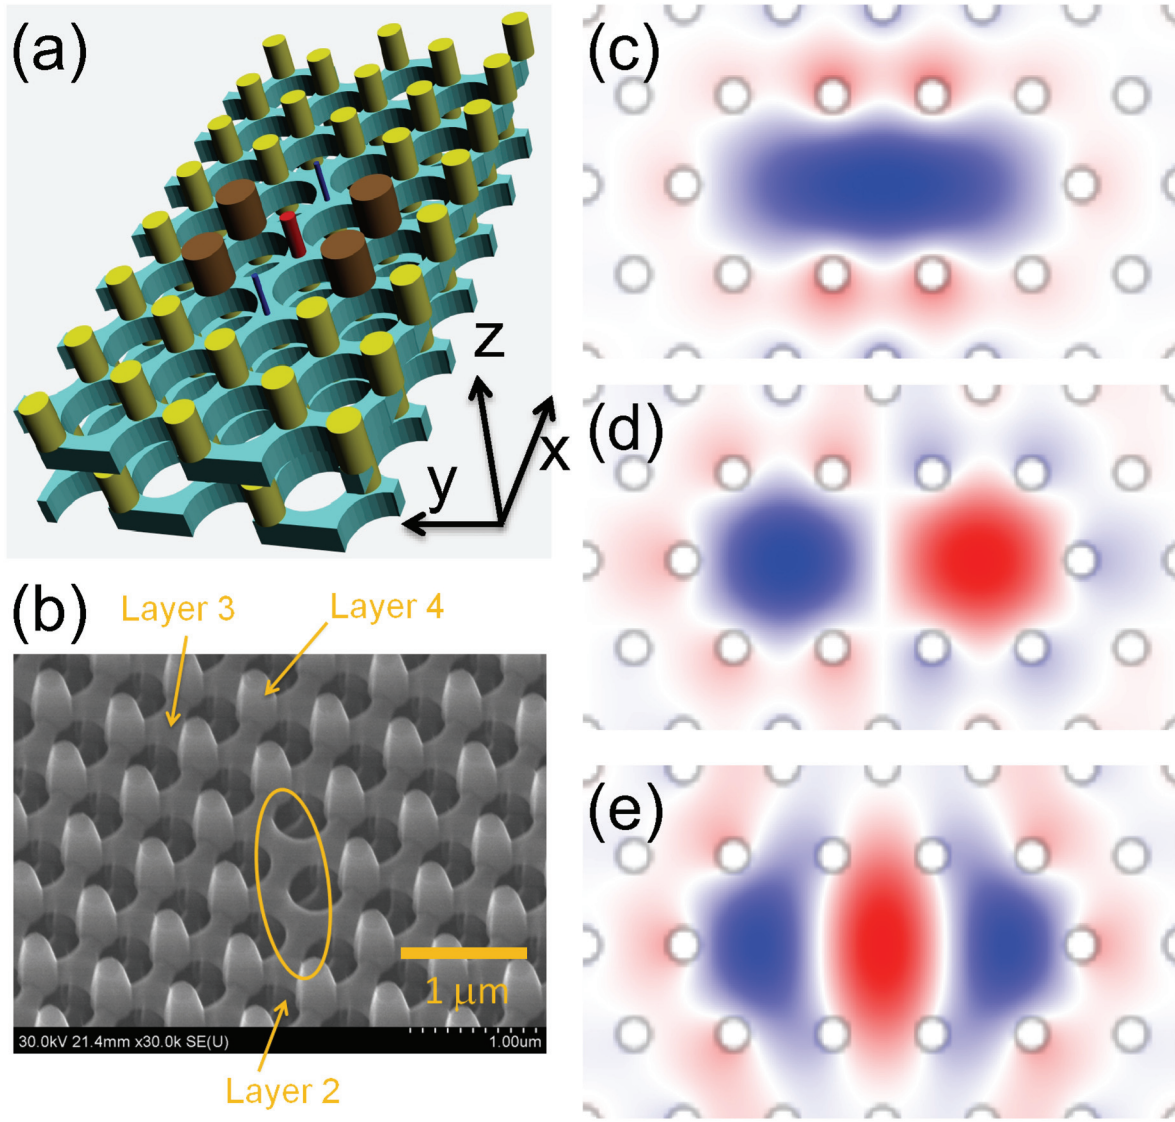 (a)
z
x
y
(b)
Layer 3
Layer 4
1 μm
30.0kV 21.4mm x30.0k SE(U)
1.00um
Layer 2
(c)
(d)
(e)